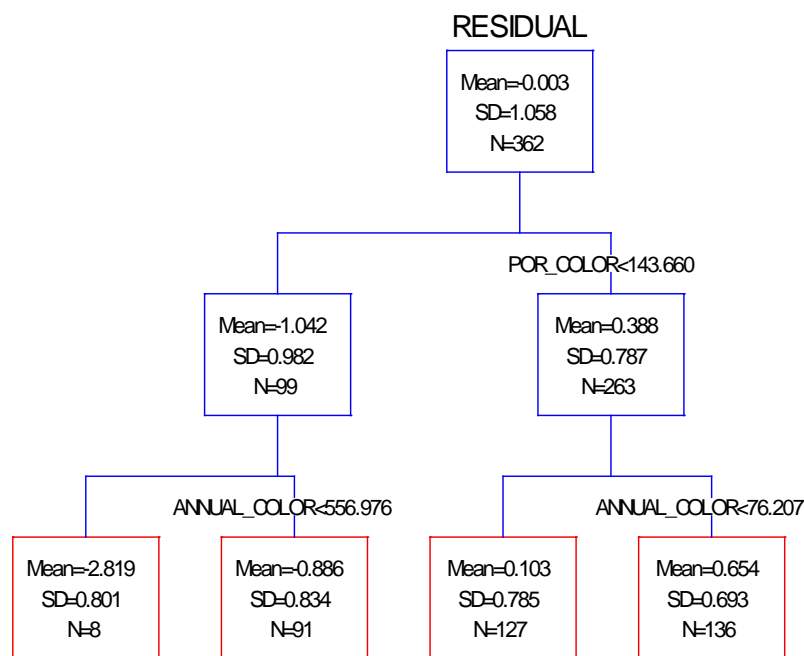 RESIDUAL
Mean=-0.003
SD=1.058
N=362
POR_COLOR<143.660
Mean=-1.042
SD=0.982
N=99
Mean=0.388
SD=0.787
N=263
ANNUAL_COLOR<556.976
ANNUAL_COLOR<76.207
Mean=-2.819
SD=0.801
N=8
Mean=-0.886
SD=0.834
N=91
Mean=0.103
SD=0.785
N=127
Mean=0.654
SD=0.693
N=136